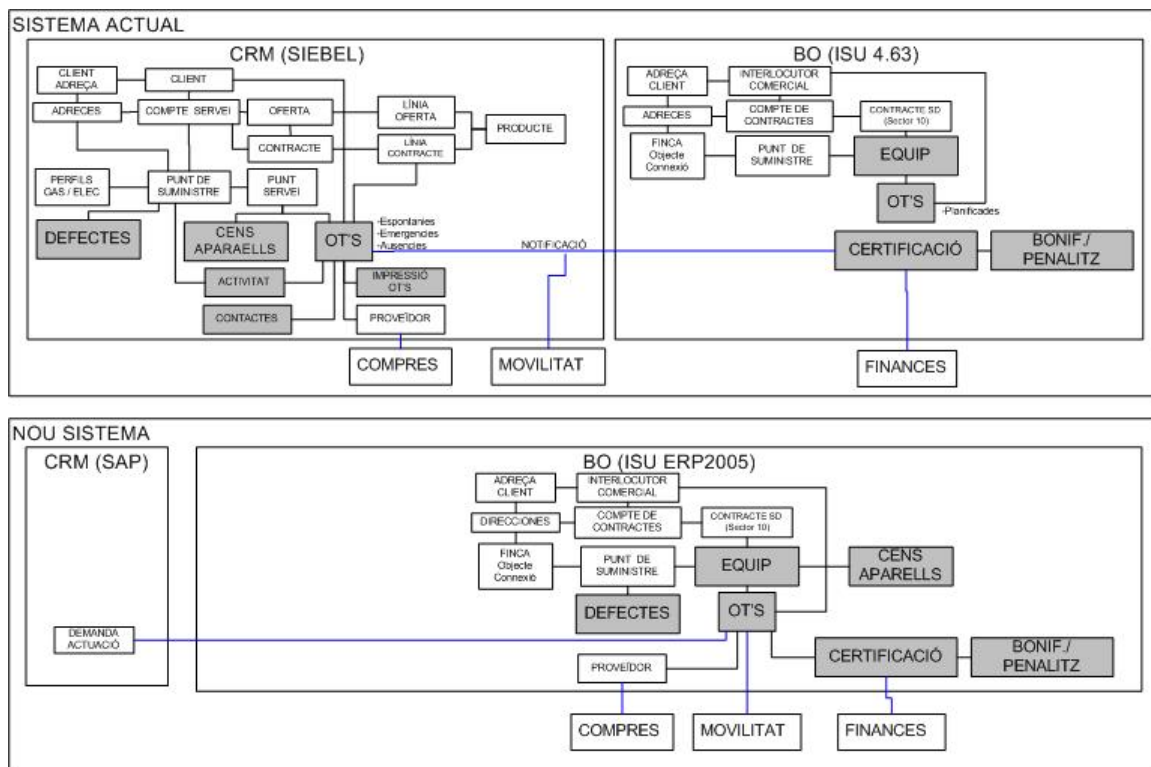 SISTEMA ACTUAL
CRM (SIEBEL)
CLIENT
ADREÇA
CLIENT
ADRECES
COMPTE SERVEI
OFERTA
LÍNIA
OFERTA
PRODUCTE
CONTRACTE
LÍNIA
CONTRACTE
PERFILS
GAS / ELEC
PUNT DE
SUMINISTRE
PUNT
SERVEI
DEFECTES
CENS
APARAELLS
OT'S
-Espontanies
-Emergencies
-Ausencies
NOTIFICACIÓ
ACTIVITAT
IMPRESSIÓ
OT'S
CONTACTES
PROVEÏDOR
COMPRES
MOVILITAT
BO (ISU 4.63)
ADREÇA
CLIENT
INTERLOCUTOR
COMERCIAL
ADRECES
COMPTE DE
CONTRACTES
CONTRACTE SD
(Sector 10)
FINCA
Objecte
Connexió
PUNT DE
SUMINISTRE
EQUIP
OT'S
-Planificades
CERTIFICACIÓ
BONIF./
PENALITZ
FINANCES
NOU SISTEMA
CRM (SAP)
DEMANDA
ACTUACIÓ
BO (ISU ERP2005)
ADREÇA
CLIENT
INTERLOCUTOR
COMERCIAL
DIRECCIONES
COMPTE DE
CONTRACTES
CONTRACTE SD
(Sector 10)
FINCA
Objecte
Connexió
PUNT DE
SUMINISTRE
EQUIP
CENS
APARELLS
DEFECTES
OT'S
PROVEÏDOR
CERTIFICACIÓ
BONIF./
PENALITZ
COMPRES
MOVILITAT
FINANCES